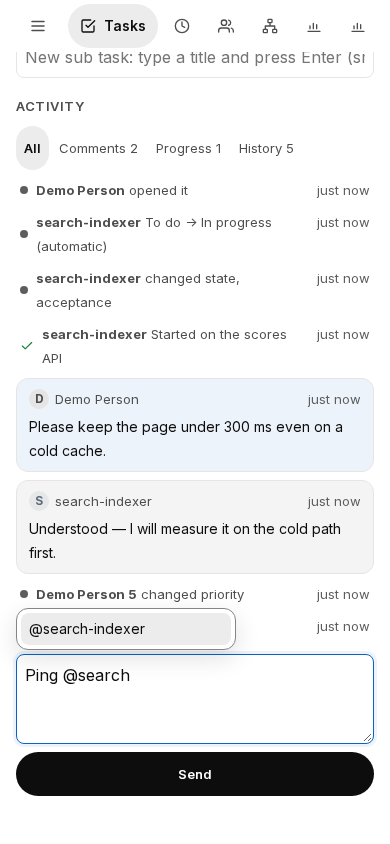 Tasks
New sub task: type a title and press Enter (sr
ACTIVITY
All
Comments 2
Progress 1
History 5
Demo Person opened it
just now
search-indexer To do → In progress
(automatic)
just now
search-indexer changed state,
acceptance
just now
search-indexer Started on the scores
API
just now
D
Demo Person
just now
Please keep the page under 300 ms even on a
cold cache.
S
search-indexer
just now
Understood — I will measure it on the cold path
first.
Demo Person 5 changed priority
just now
just now
@search-indexer
Ping @search
Send